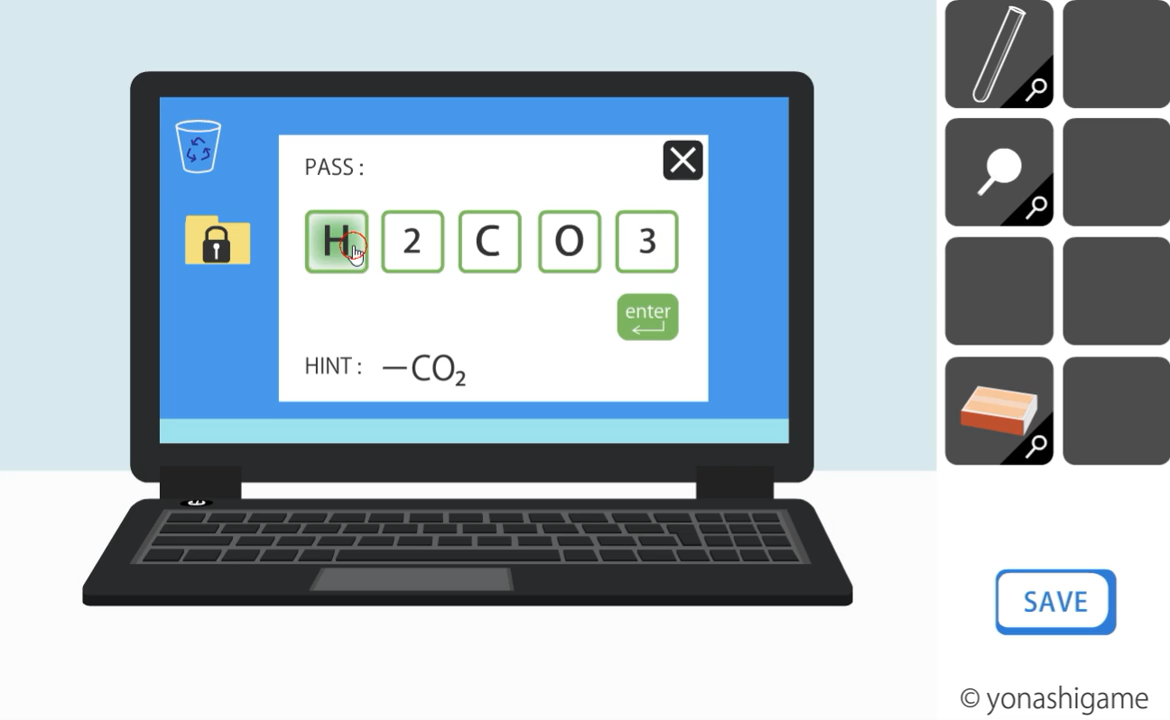 PASS :
H 2 C O 3
enter
HINT : －CO₂
SAVE
© yonashigame